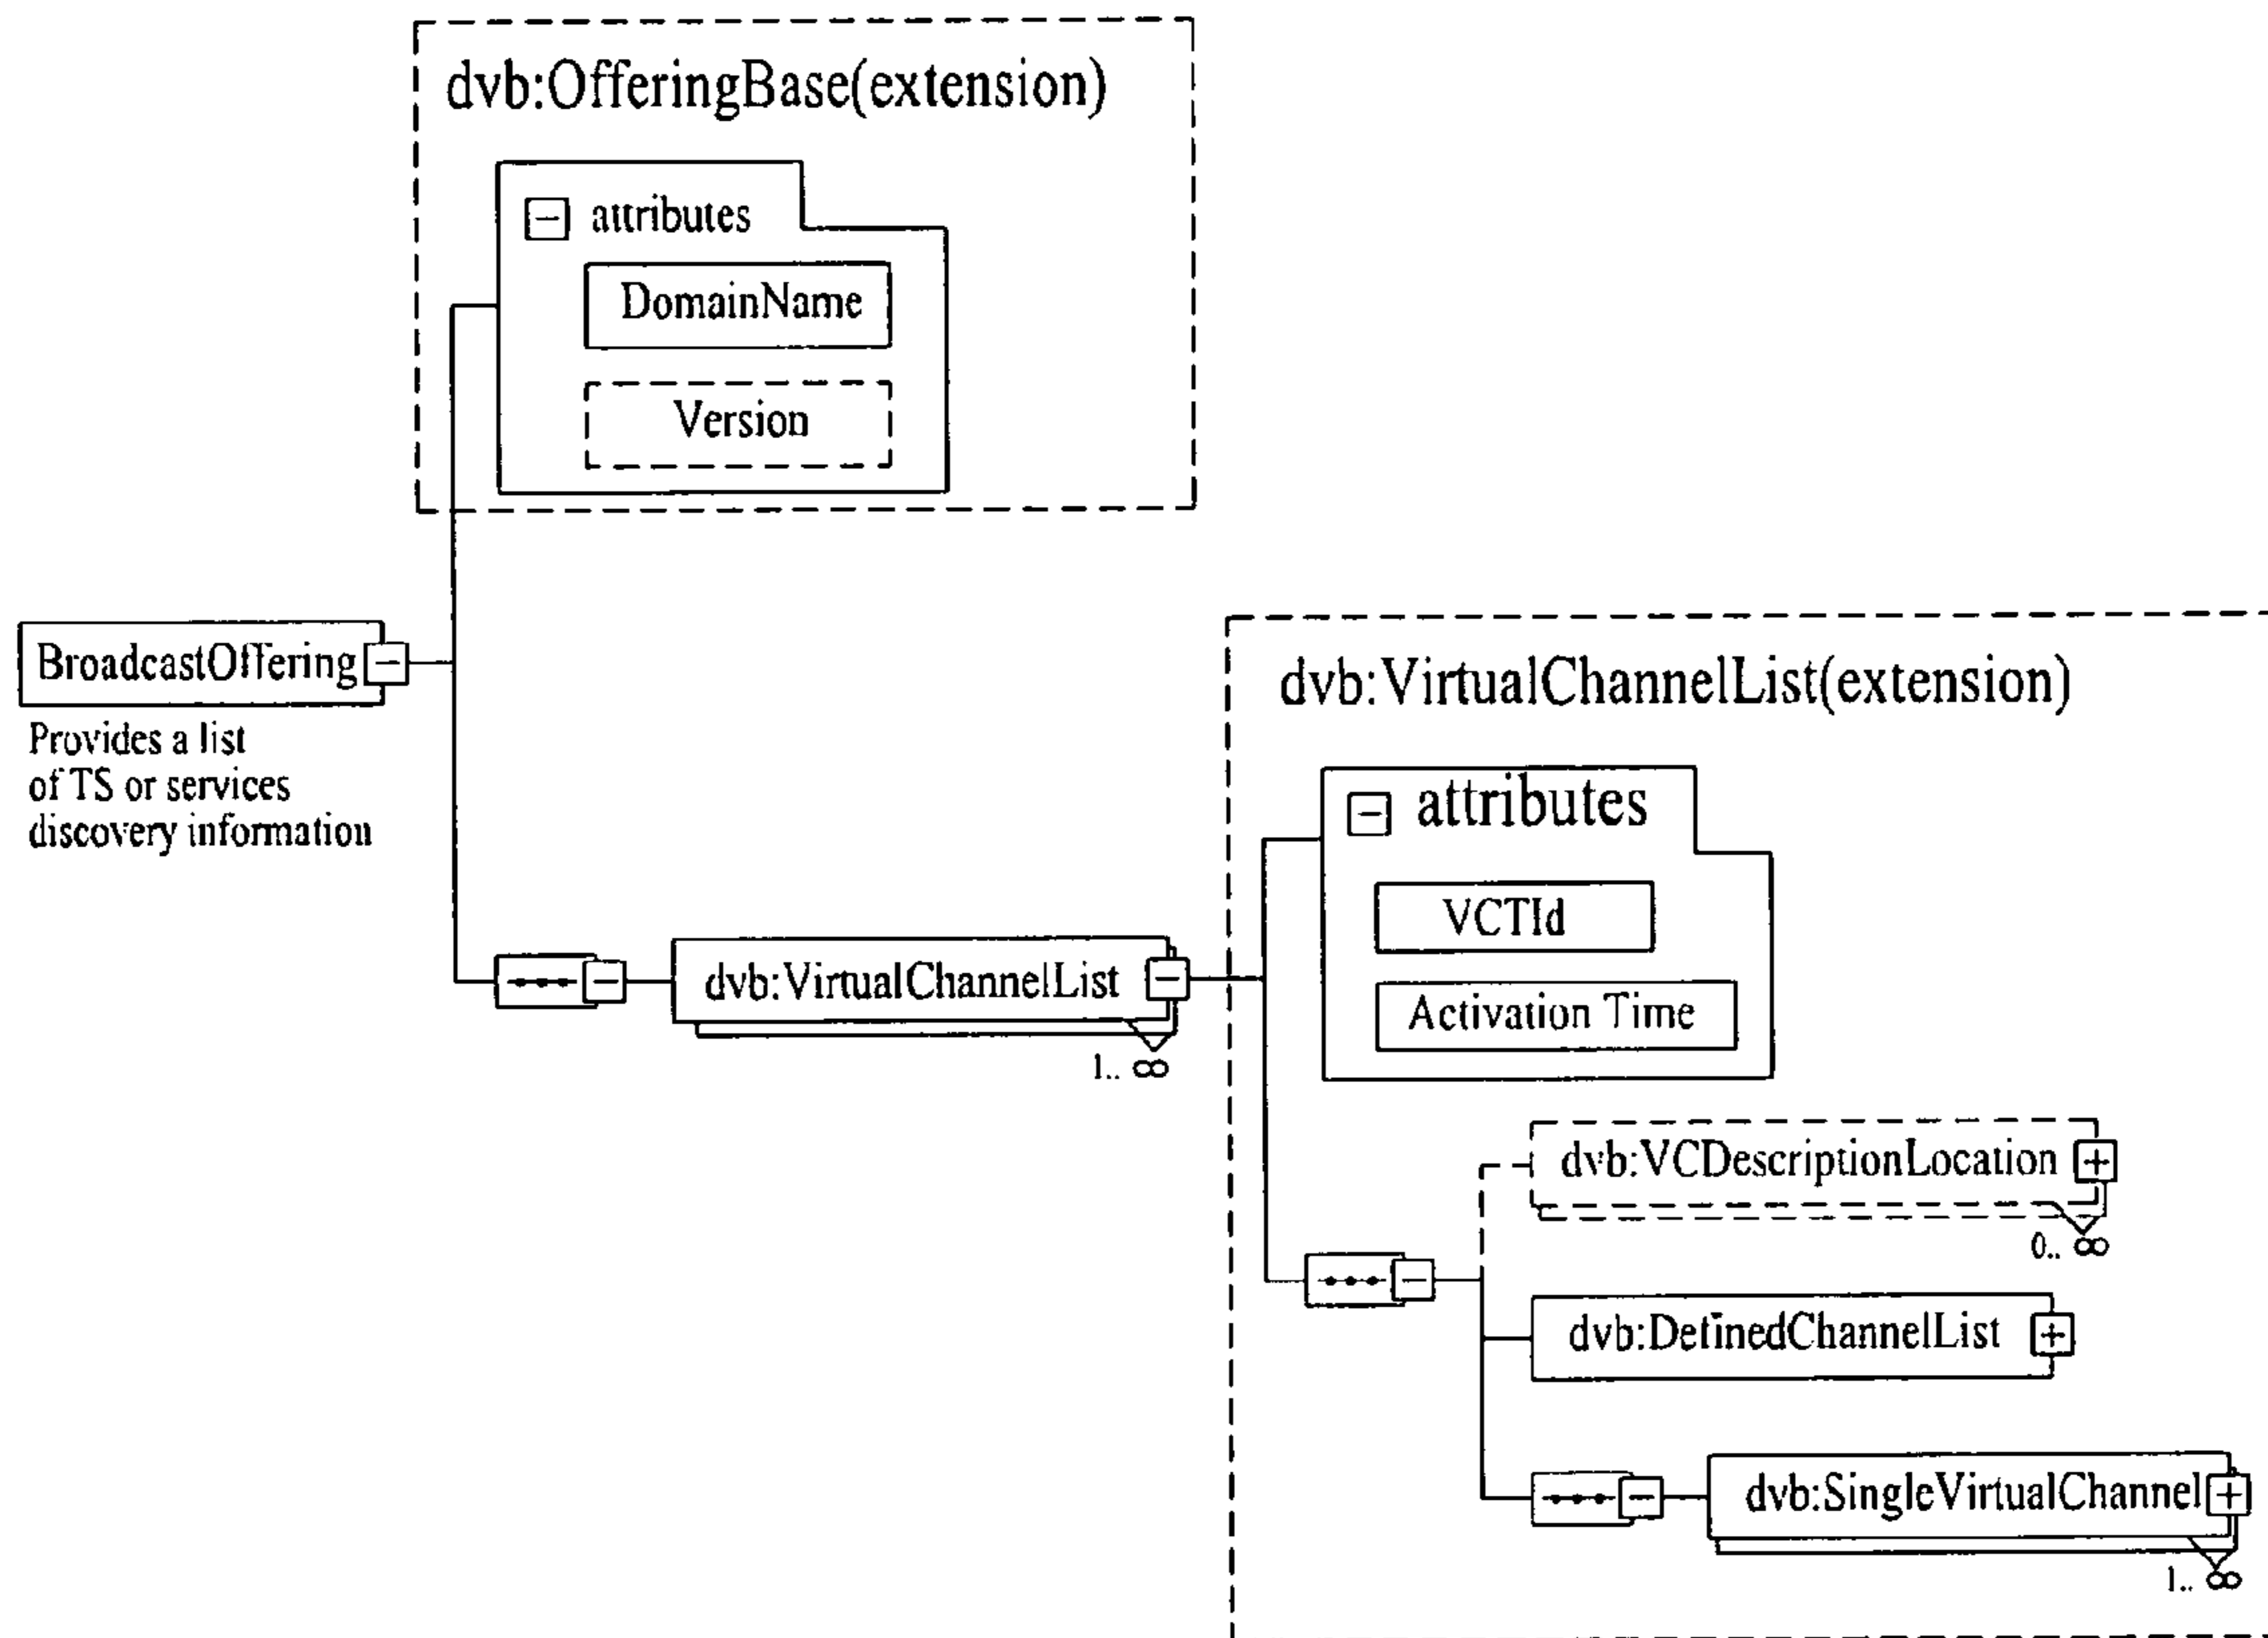 dvb:OfferingBase(extension)
attributes
DomainName
Version
BroadcastOffering
Provides a list
of TS or services
discovery information
dvb:VirtualChannelList(extension)
attributes
VCTId
Activation Time
dvb:VirtualChannelList
1.. ∞
dvb:VCDescriptionLocation
0.. ∞
dvb:DefinedChannelList
dvb:SingleVirtualChannel
1.. ∞